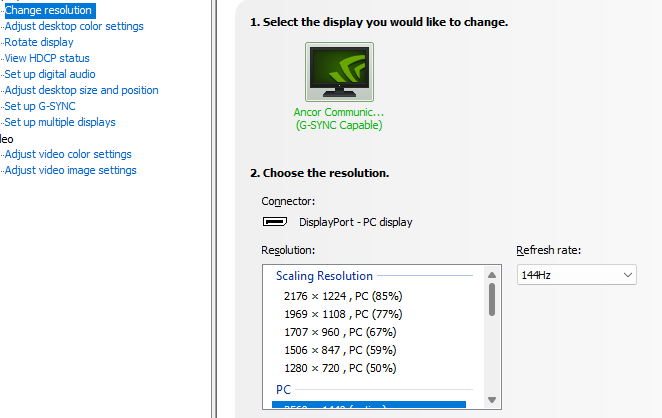 Change resolution
Adjust desktop color settings
Rotate display
View HDCP status
Set up digital audio
Adjust desktop size and position
Set up G-SYNC
Set up multiple displays
leo
Adjust video color settings
Adjust video image settings
1. Select the display you would like to change.
Ancor Communic...
(G-SYNC Capable)
2. Choose the resolution.
Connector:
DisplayPort - PC display
Resolution:
Refresh rate:
Scaling Resolution
144Hz
2176 × 1224 , PC (85%)
1969 × 1108 , PC (77%)
1707 × 960 , PC (67%)
1506 × 847 , PC (59%)
1280 × 720 , PC (50%)
PC